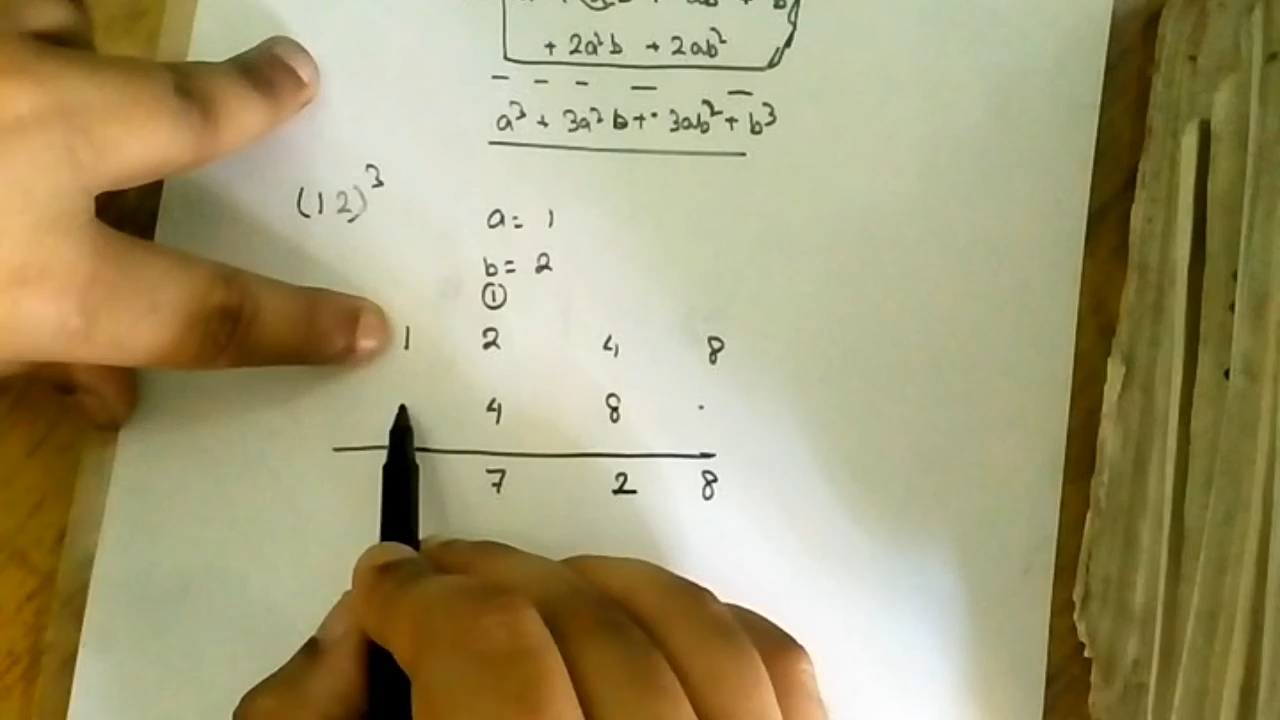 + 2a²b + 2ab²
a³ + 3a²b + 3ab² + b³
(12)³
a = 1
b = 2
①
1 2 4 8
4 8 .
7 2 8